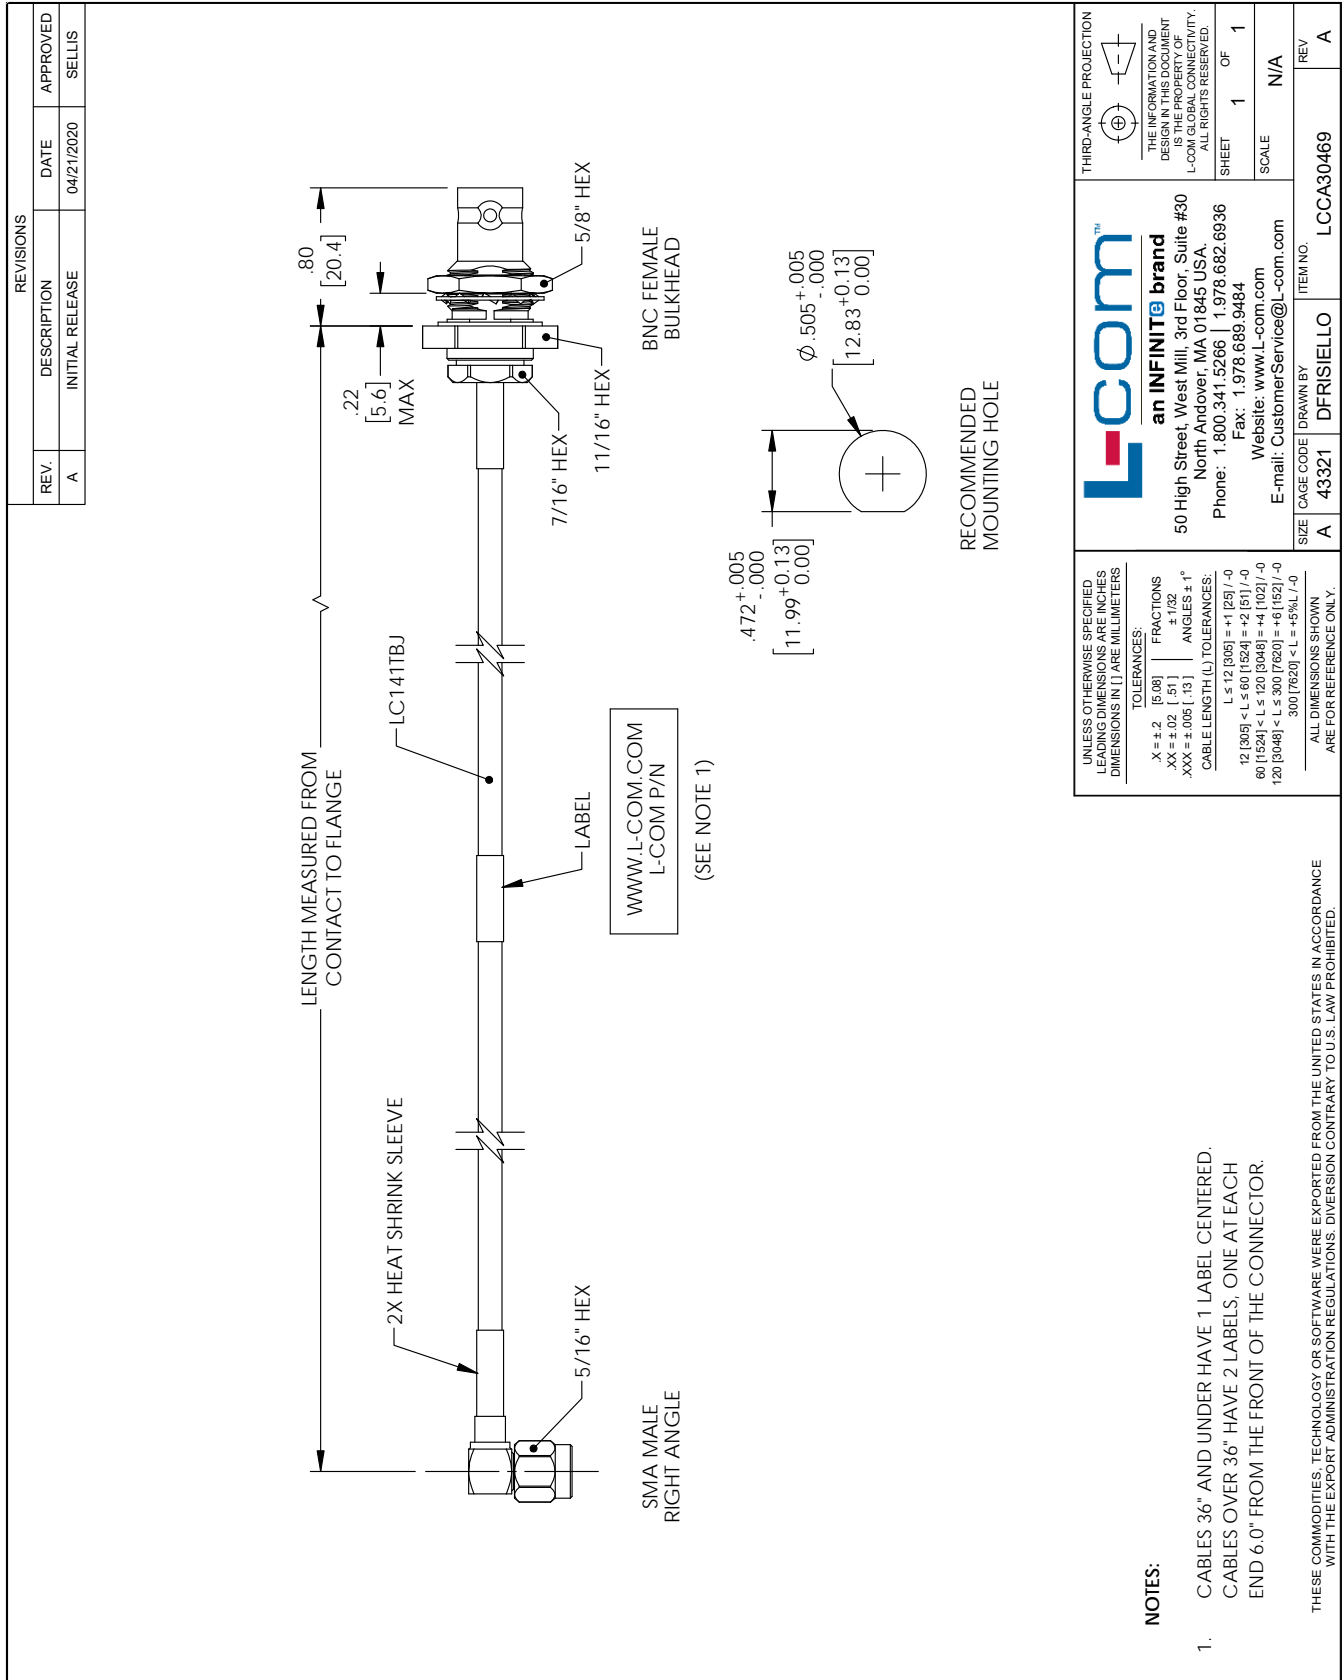 REVISIONS
REV. DESCRIPTION DATE APPROVED
A INITIAL RELEASE 04/21/2020 SELLIS
LENGTH MEASURED FROM
CONTACT TO FLANGE
.80
[20.4]
.22
[5.6]
MAX
2X HEAT SHRINK SLEEVE
LC141TBJ
5/16" HEX
LABEL
7/16" HEX
11/16" HEX
5/8" HEX
SMA MALE
RIGHT ANGLE
WWW.L-COM.COM
L-COM P/N
(SEE NOTE 1)
BNC FEMALE
BULKHEAD
.472 +.005
-.000
[11.99 +0.13]
0.00
Ø.505 +.005
-.000
[12.83 +0.13]
0.00
RECOMMENDED
MOUNTING HOLE
NOTES:
1. CABLES 36" AND UNDER HAVE 1 LABEL CENTERED.
CABLES OVER 36" HAVE 2 LABELS, ONE AT EACH
END 6.0" FROM THE FRONT OF THE CONNECTOR.
THESE COMMODITIES, TECHNOLOGY OR SOFTWARE WERE EXPORTED FROM THE UNITED STATES IN ACCORDANCE
WITH THE EXPORT ADMINISTRATION REGULATIONS. DIVERSION CONTRARY TO U.S. LAW PROHIBITED.
UNLESS OTHERWISE SPECIFIED
LEADING DIMENSIONS ARE INCHES
DIMENSIONS IN [ ] ARE MILLIMETERS
TOLERANCES:
.X = ±.2 [5.08] FRACTIONS
.XX = ±.02 [.51] ± 1/32
.XXX = ±.005 [.13] ANGLES ± 1°
CABLE LENGTH (L) TOLERANCES:
L ≤ 12 [305] = +1 [25] / -0
12 [305] < L ≤ 60 [1524] = +2 [51] / -0
60 [1524] < L ≤ 120 [3048] = +4 [102] / -0
120 [3048] < L ≤ 300 [7620] = +6 [152] / -0
300 [7620] < L = +5%L / -0
ALL DIMENSIONS SHOWN
ARE FOR REFERENCE ONLY.
L-com™
an INFINITe brand
50 High Street, West Mill, 3rd Floor, Suite #30
North Andover, MA 01845 USA.
Phone: 1.800.341.5266 | 1.978.682.6936
Fax: 1.978.689.9484
Website: www.L-com.com
E-mail: CustomerService@L-com.com
THIRD-ANGLE PROJECTION
THE INFORMATION AND
DESIGN IN THIS DOCUMENT
IS THE PROPERTY OF
L-COM GLOBAL CONNECTIVITY.
ALL RIGHTS RESERVED.
SHEET 1 OF 1
SCALE N/A
SIZE A
CAGE CODE 43321
DRAWN BY DFRISIELLO
ITEM NO. LCCA30469
REV A